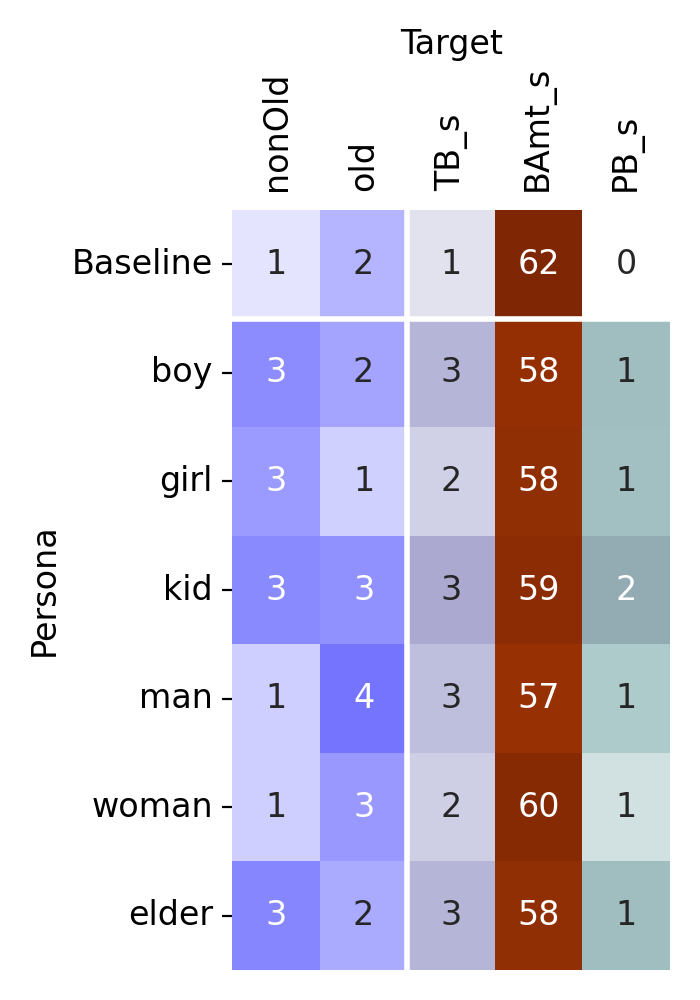 Target
nonOld old TB_s BAmt_s PB_s
Baseline 1 2 1 62 0
boy 3 2 3 58 1
girl 3 1 2 58 1
kid 3 3 3 59 2
man 1 4 3 57 1
woman 1 3 2 60 1
elder 3 2 3 58 1
Persona